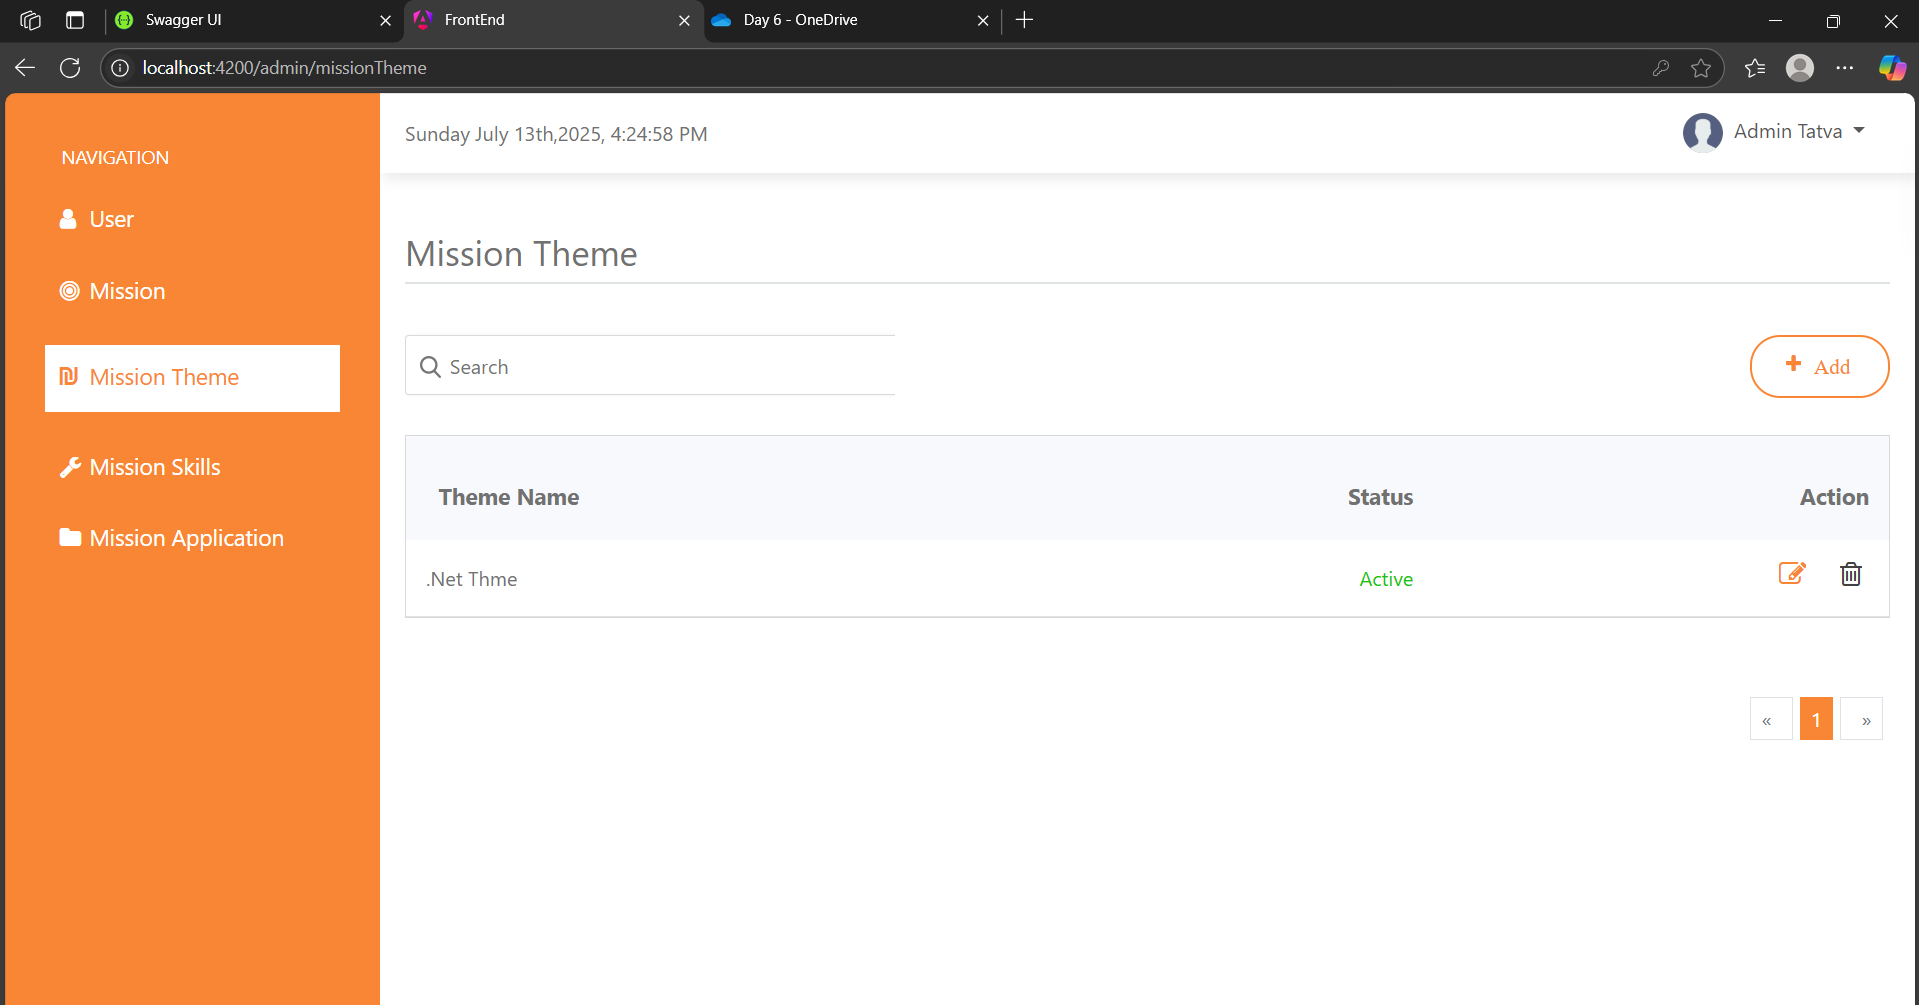 Swagger UI
FrontEnd
Day 6 - OneDrive
localhost:4200/admin/missionTheme
NAVIGATION
User
Mission
Mission Theme
Mission Skills
Mission Application
Sunday July 13th,2025, 4:24:58 PM
Admin Tatva
Mission Theme
Search
+ Add
Theme Name Status Action
.Net Thme Active
« 1 »